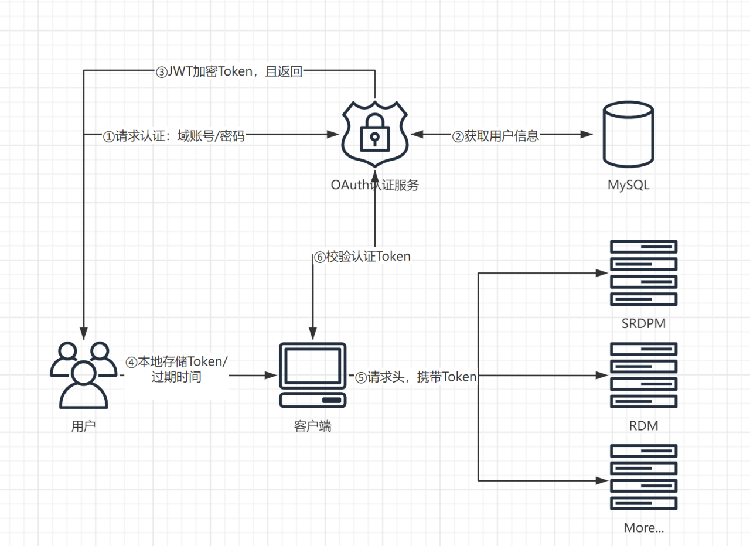 ③JWT加密Token，且返回
①请求认证：域账号/密码
②获取用户信息
OAuth认证服务
MySQL
⑥校验认证Token
SRDPM
④本地存储Token/
过期时间
⑤请求头，携带Token
用户
客户端
RDM
More...